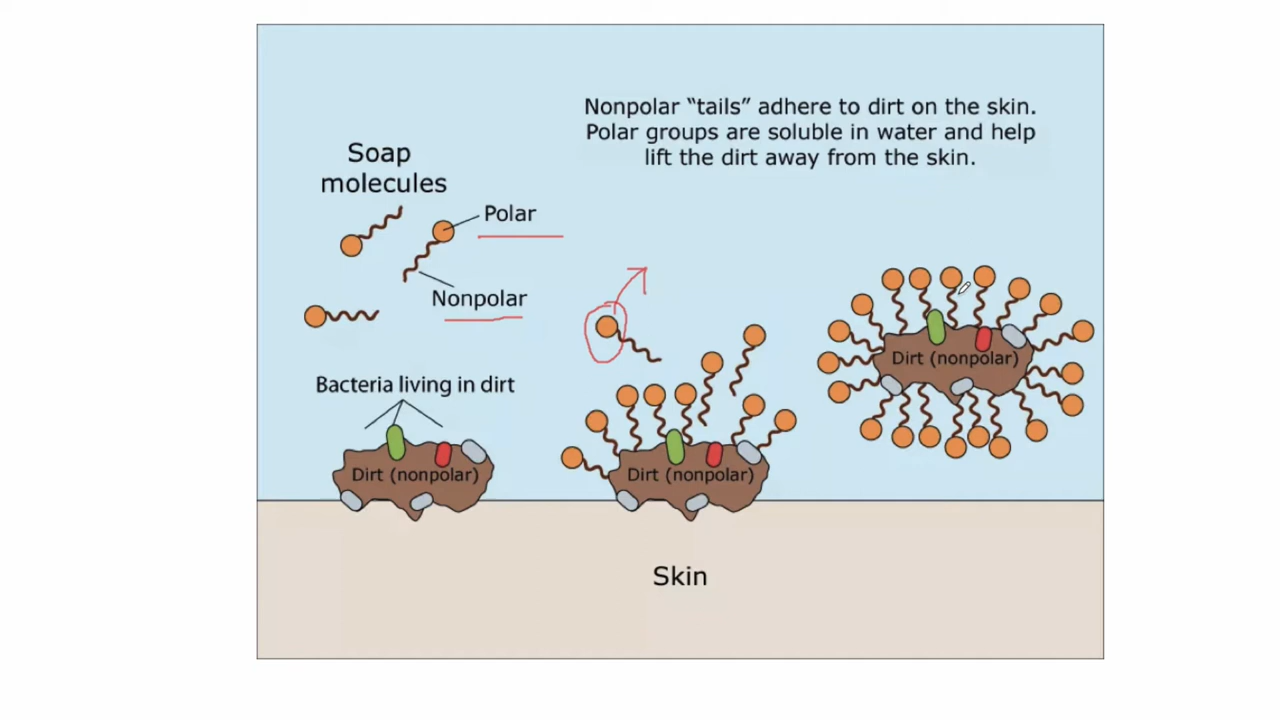 Nonpolar “tails” adhere to dirt on the skin.
Polar groups are soluble in water and help
lift the dirt away from the skin.
Soap
molecules
Polar
Nonpolar
Bacteria living in dirt
Dirt (nonpolar)
Dirt (nonpolar)
Dirt (nonpolar)
Skin